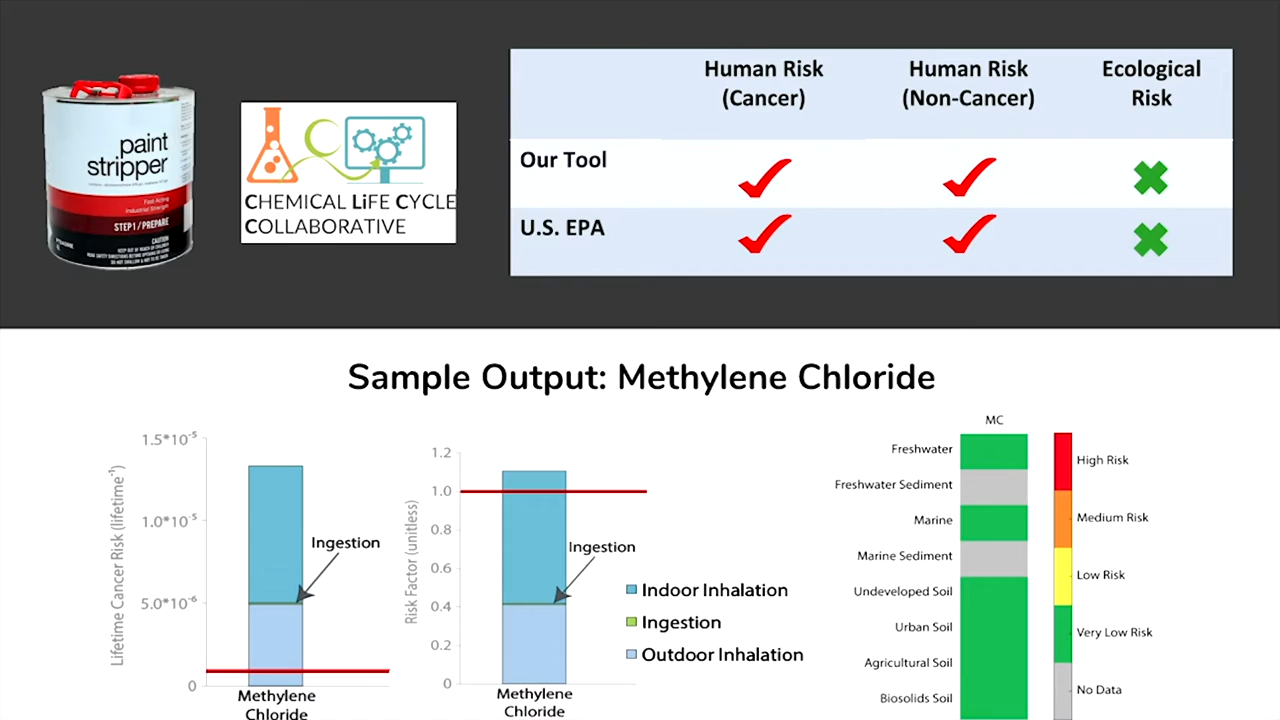 paint
stripper
Fast Acting
Industrial Strength
STEP 1 / PREPARE
CAUTION
CHEMICAL LiFE CYCLE
COLLABORATIVE
Human Risk
(Cancer)
Human Risk
(Non-Cancer)
Ecological
Risk
Our Tool
U.S. EPA
Sample Output: Methylene Chloride
Lifetime Cancer Risk (lifetime⁻¹)
1.5*10⁻⁵
1.0*10⁻⁵
5.0*10⁻⁶
0
Ingestion
Methylene
Chloride
Risk Factor (unitless)
1.2
1.0
0.8
0.6
0.4
0.2
0
Ingestion
Methylene
Chloride
Indoor Inhalation
Ingestion
Outdoor Inhalation
MC
Freshwater
Freshwater Sediment
Marine
Marine Sediment
Undeveloped Soil
Urban Soil
Agricultural Soil
Biosolids Soil
High Risk
Medium Risk
Low Risk
Very Low Risk
No Data